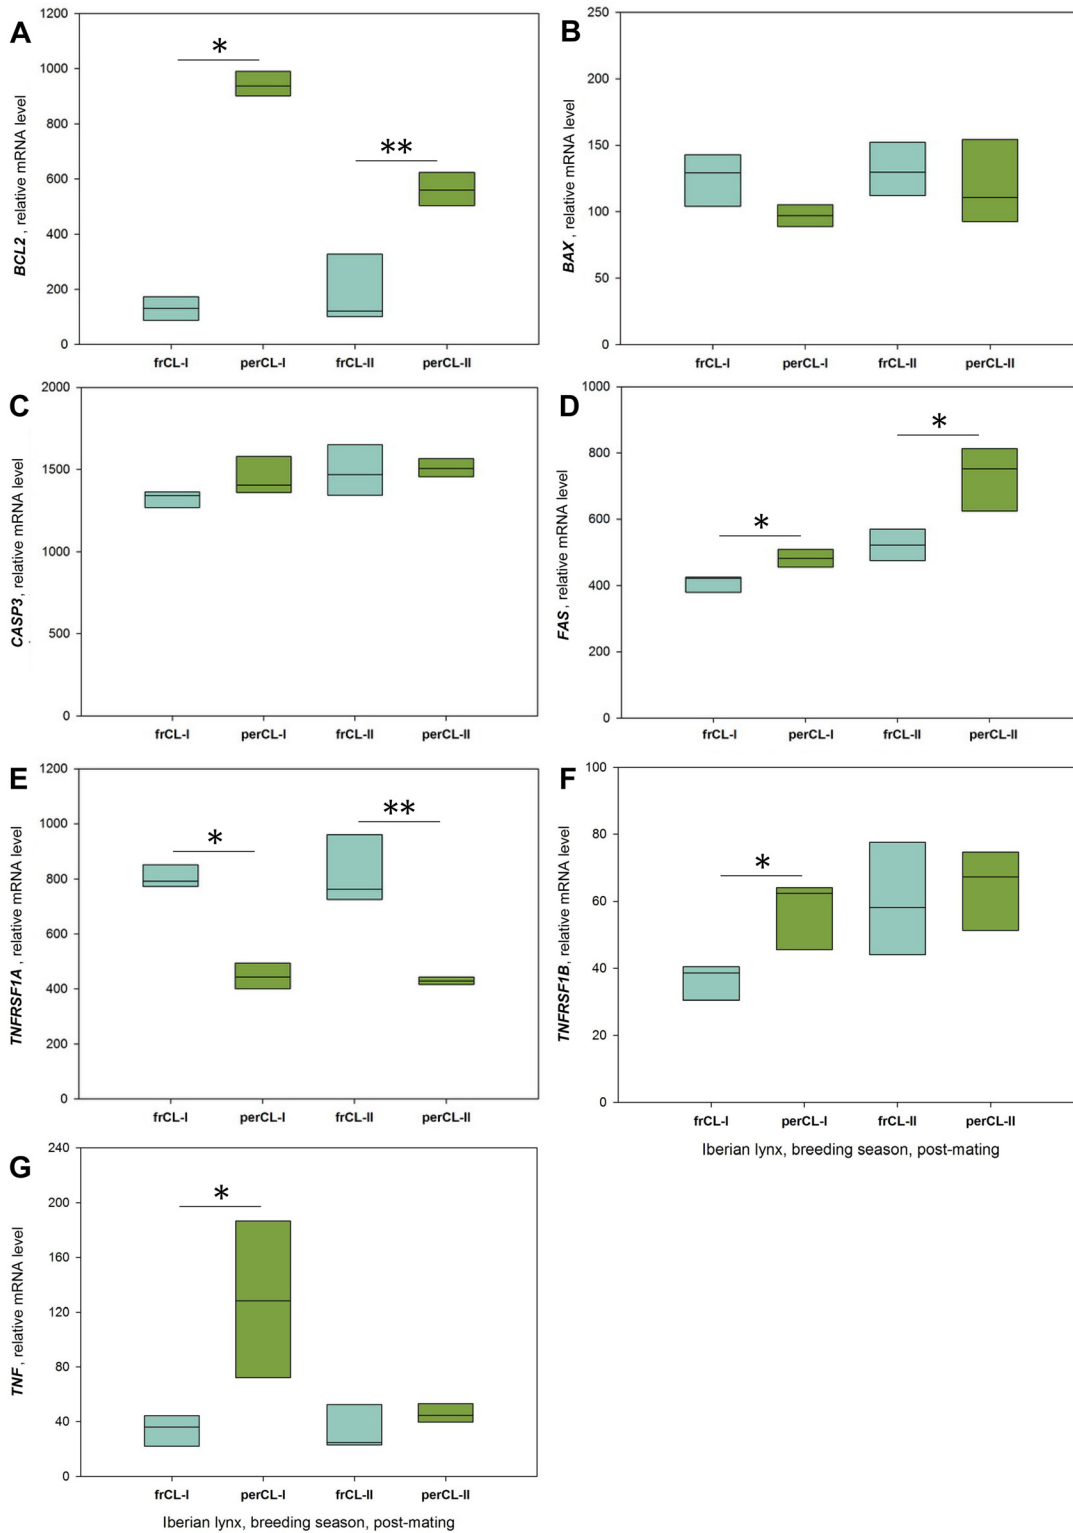 A
BCL2, relative mRNA level
1200
1000
800
600
400
200
0
*
**
frCL-I perCL-I frCL-II perCL-II
B
BAX, relative mRNA level
250
200
150
100
50
0
frCL-I perCL-I frCL-II perCL-II
C
CASP3, relative mRNA level
2000
1500
1000
500
0
frCL-I perCL-I frCL-II perCL-II
D
FAS, relative mRNA level
1000
800
600
400
200
0
*
*
frCL-I perCL-I frCL-II perCL-II
E
TNFRSF1A, relative mRNA level
1200
1000
800
600
400
200
0
*
**
frCL-I perCL-I frCL-II perCL-II
F
TNFRSF1B, relative mRNA level
100
80
60
40
20
0
*
frCL-I perCL-I frCL-II perCL-II
Iberian lynx, breeding season, post-mating
G
TNF, relative mRNA level
240
200
160
120
80
40
0
*
frCL-I perCL-I frCL-II perCL-II
Iberian lynx, breeding season, post-mating